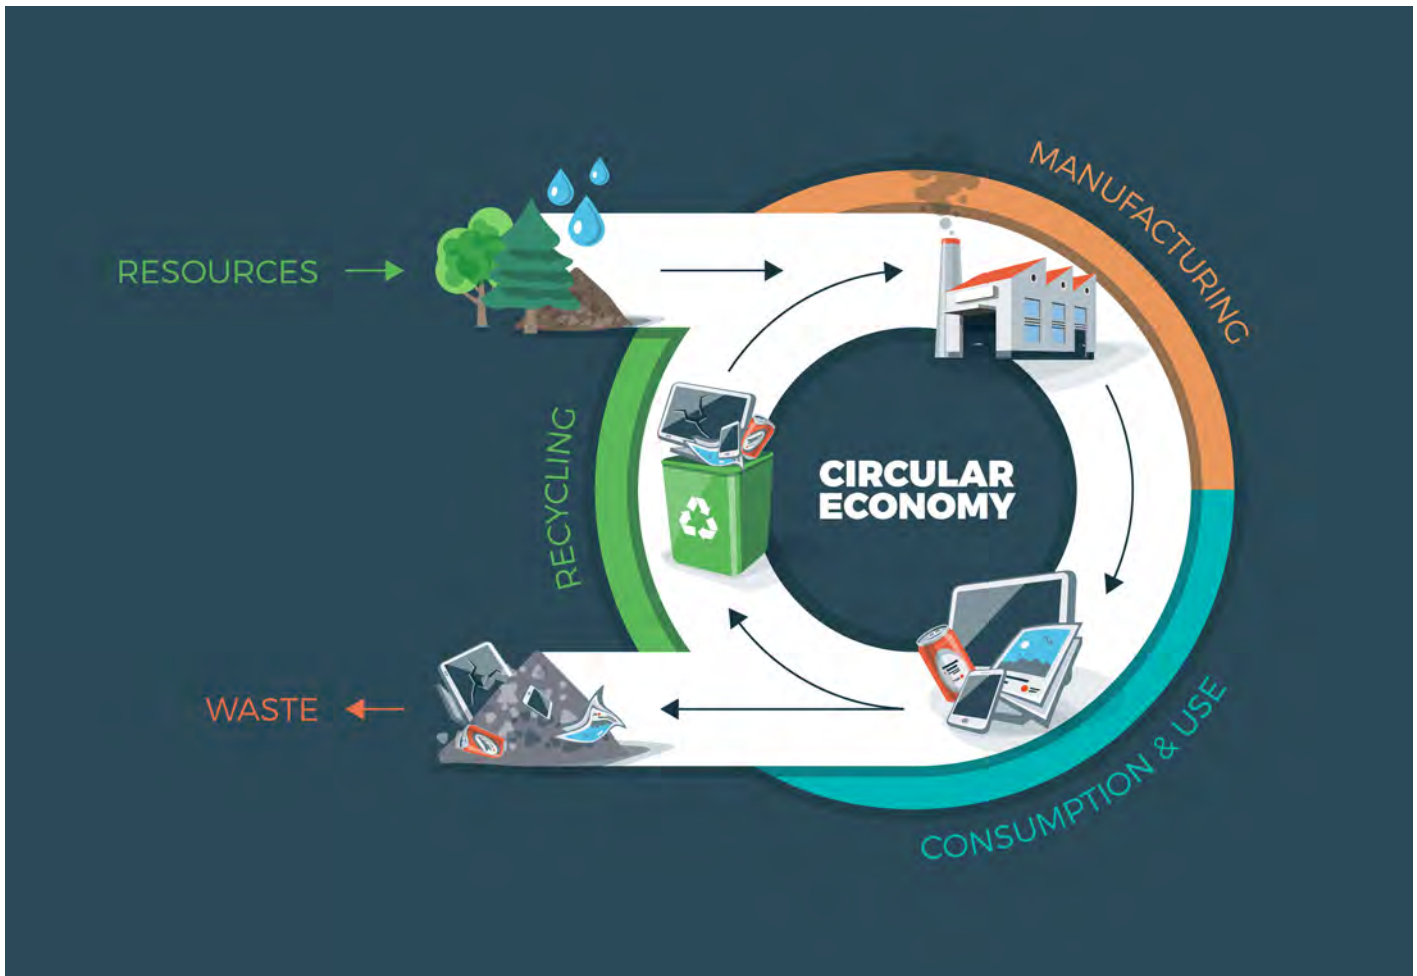 MANUFACTURING
RESOURCES
RECYCLING
CIRCULAR
ECONOMY
WASTE
CONSUMPTION & USE